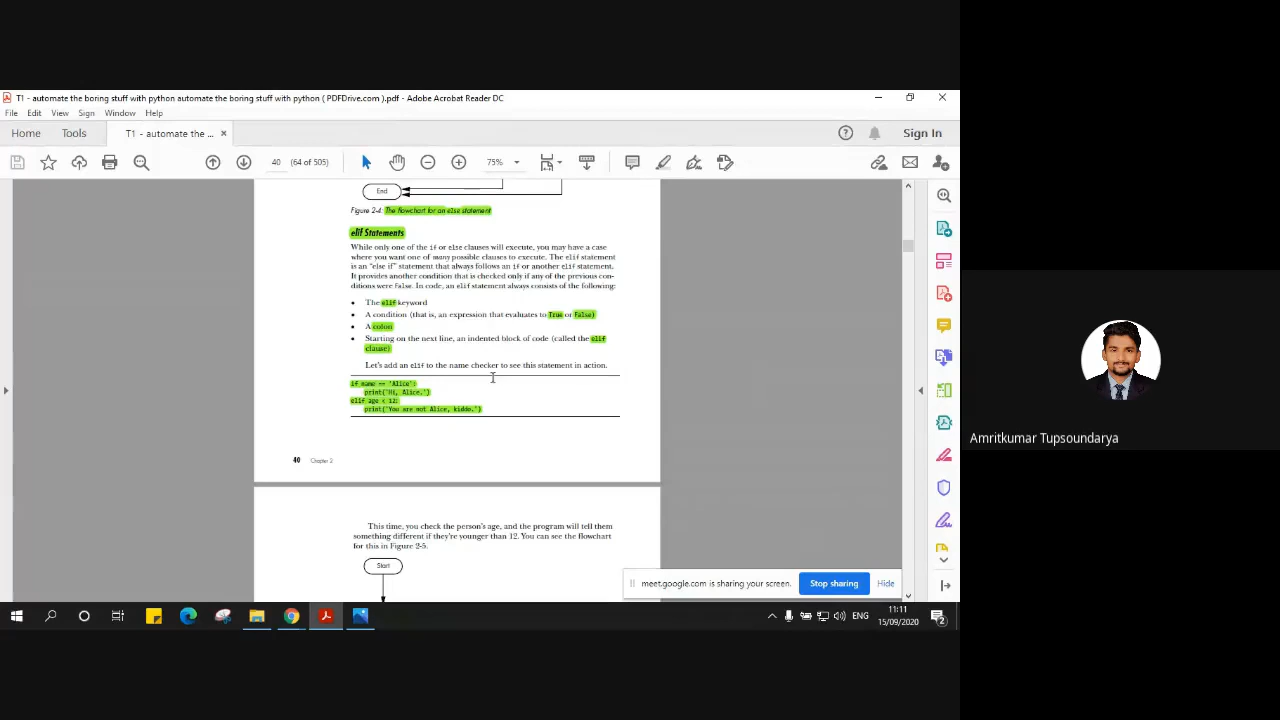 T1 - automate the boring stuff with python automate the boring stuff with python ( PDFDrive.com ).pdf - Adobe Acrobat Reader DC
File Edit View Sign Window Help
Home Tools T1 - automate the ... × Sign In
40 (64 of 505) 75%
End
Figure 2-4: The flowchart for an else statement
elif Statements
While only one of the if or else clauses will execute, you may have a case
where you want one of many possible clauses to execute. The elif statement
is an “else if” statement that always follows an if or another elif statement.
It provides another condition that is checked only if any of the previous con-
ditions were False. In code, an elif statement always consists of the following:
• The elif keyword
• A condition (that is, an expression that evaluates to True or False)
• A colon
• Starting on the next line, an indented block of code (called the elif
clause)
Let’s add an elif to the name checker to see this statement in action.
if name == 'Alice':
print('Hi, Alice.')
elif age < 12:
print('You are not Alice, kiddo.')
40 Chapter 2
This time, you check the person’s age, and the program will tell them
something different if they’re younger than 12. You can see the flowchart
for this in Figure 2-5.
Start
meet.google.com is sharing your screen. Stop sharing Hide
ENG
11:11
15/09/2020
2
Amritkumar Tupsoundarya